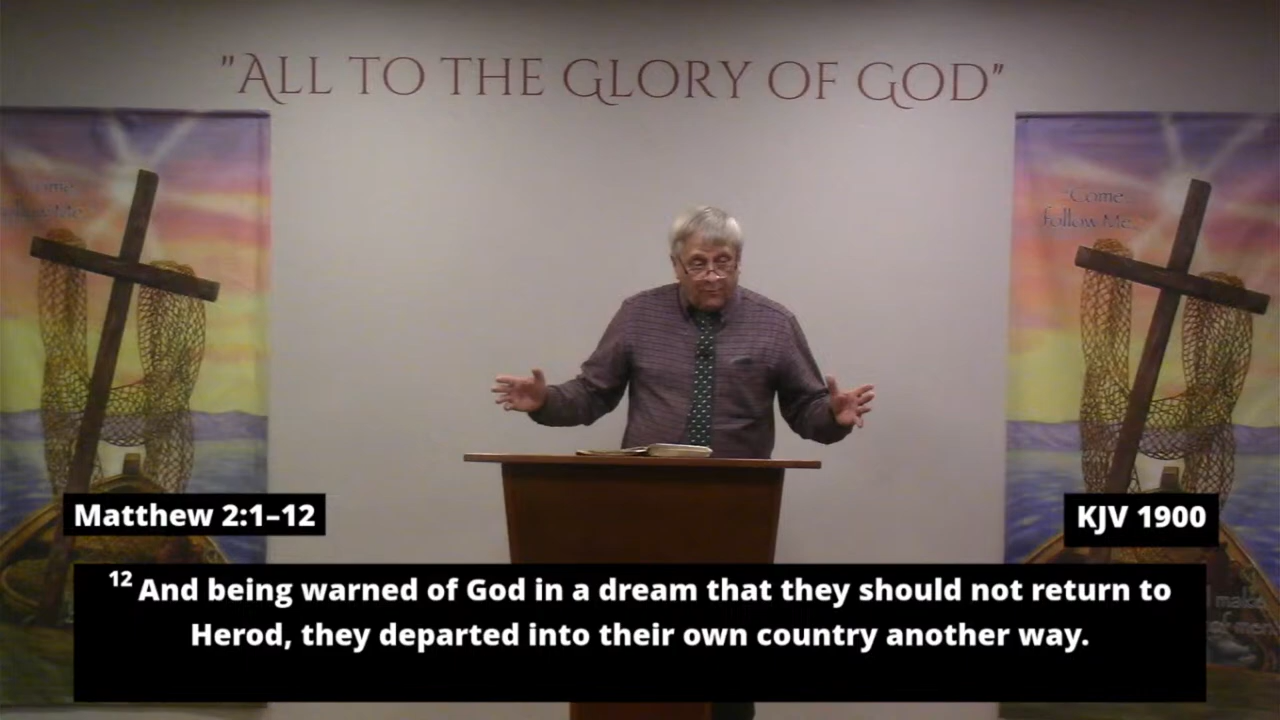 "ALL TO THE GLORY OF GOD"
"Come
follow Me...
Matthew 2:1–12
KJV 1900
12 And being warned of God in a dream that they should not return to
Herod, they departed into their own country another way.